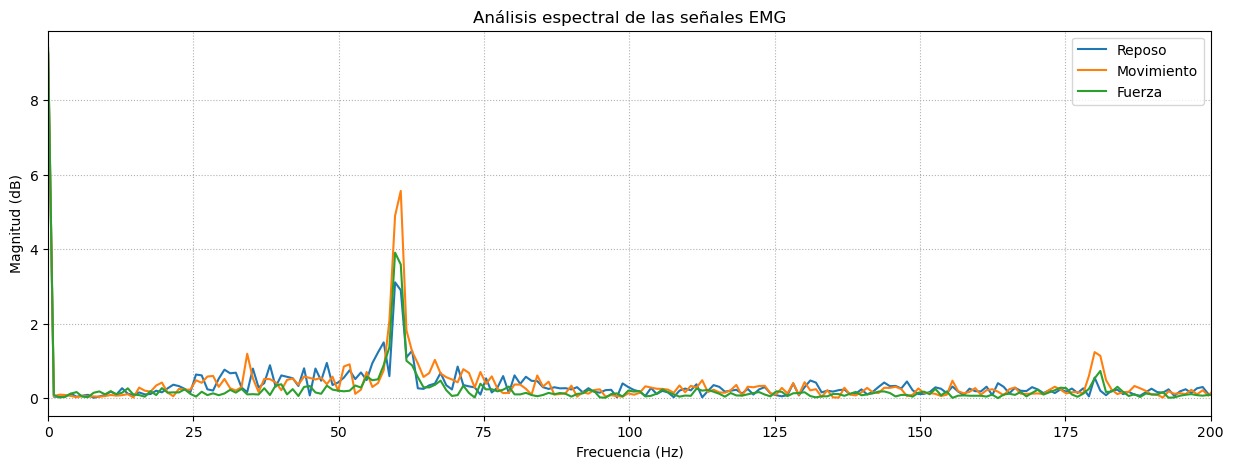 Análisis espectral de las señales EMG
Reposo
Movimiento
Fuerza
Magnitud (dB)
8
6
4
2
0
0 25 50 75 100 125 150 175 200
Frecuencia (Hz)